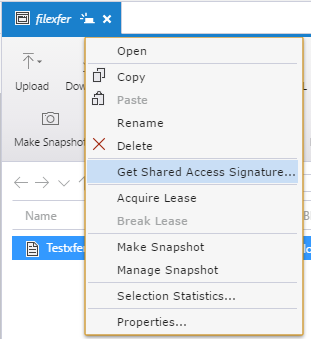 filexfer
Open
Copy
Upload
Paste
Rename
Make Snapshot
Delete
Get Shared Access Signature...
Acquire Lease
Name
Break Lease
Testxfer
Make Snapshot
Manage Snapshot
Selection Statistics...
Properties...